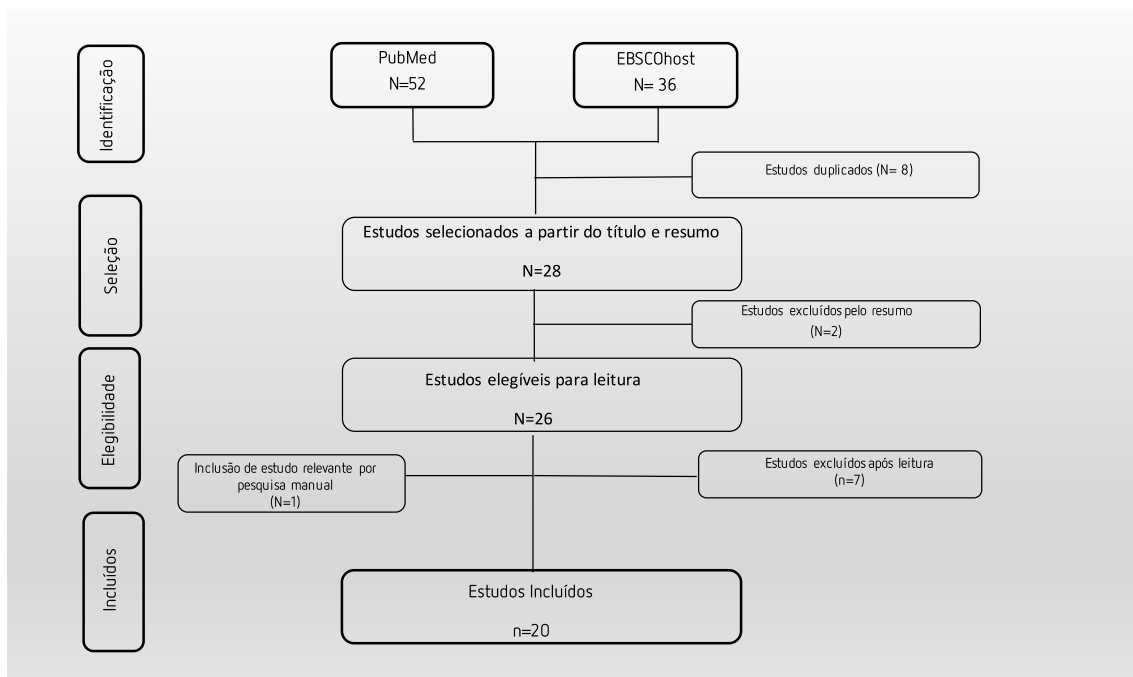 Identificação
PubMed
N=52
EBSCOhost
N= 36
Estudos duplicados (N= 8)
Seleção
Estudos selecionados a partir do título e resumo
N=28
Estudos excluídos pelo resumo
(N=2)
Elegibilidade
Estudos elegíveis para leitura
N=26
Inclusão de estudo relevante por
pesquisa manual
(N=1)
Estudos excluídos após leitura
(n=7)
Incluídos
Estudos Incluídos
n=20